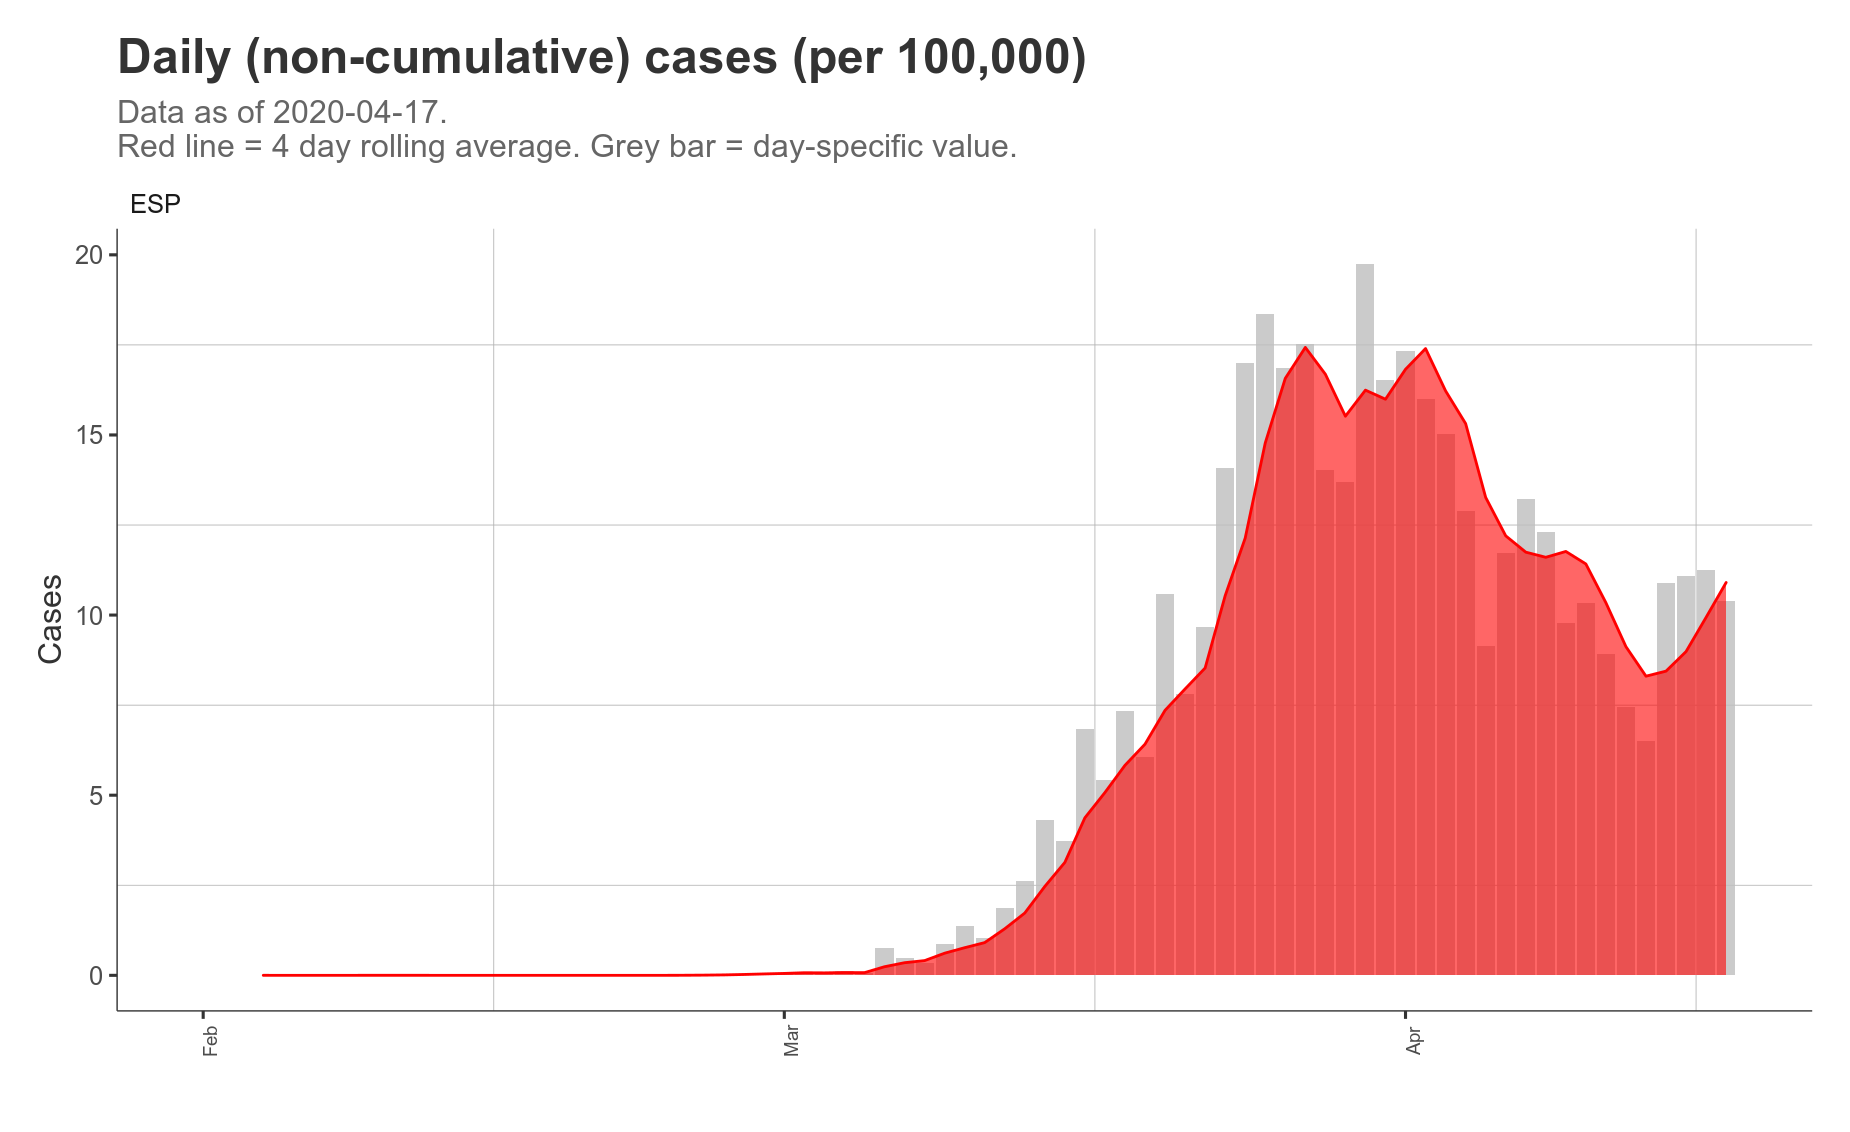 Daily (non-cumulative) cases (per 100,000)
Data as of 2020-04-17.
Red line = 4 day rolling average. Grey bar = day-specific value.
ESP
20
15
10
5
0
Cases
Feb
Mar
Apr